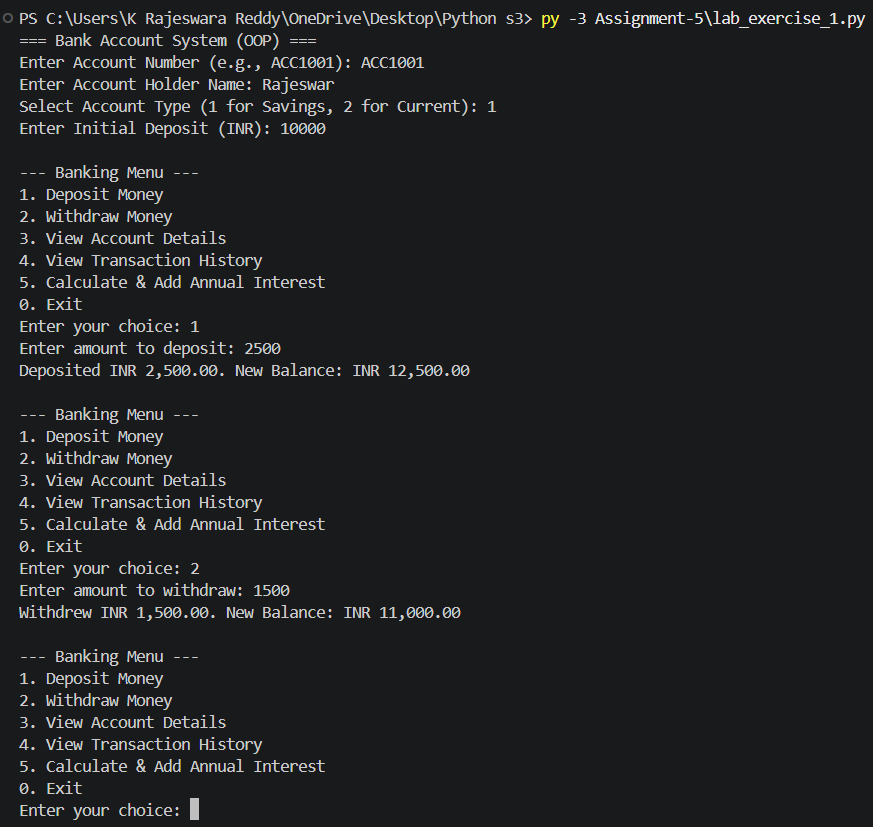 PS C:\Users\K Rajeswara Reddy\OneDrive\Desktop\Python s3> py -3 Assignment-5\lab_exercise_1.py
=== Bank Account System (OOP) ===
Enter Account Number (e.g., ACC1001): ACC1001
Enter Account Holder Name: Rajeswar
Select Account Type (1 for Savings, 2 for Current): 1
Enter Initial Deposit (INR): 10000

--- Banking Menu ---
1. Deposit Money
2. Withdraw Money
3. View Account Details
4. View Transaction History
5. Calculate & Add Annual Interest
0. Exit
Enter your choice: 1
Enter amount to deposit: 2500
Deposited INR 2,500.00. New Balance: INR 12,500.00

--- Banking Menu ---
1. Deposit Money
2. Withdraw Money
3. View Account Details
4. View Transaction History
5. Calculate & Add Annual Interest
0. Exit
Enter your choice: 2
Enter amount to withdraw: 1500
Withdrew INR 1,500.00. New Balance: INR 11,000.00

--- Banking Menu ---
1. Deposit Money
2. Withdraw Money
3. View Account Details
4. View Transaction History
5. Calculate & Add Annual Interest
0. Exit
Enter your choice: